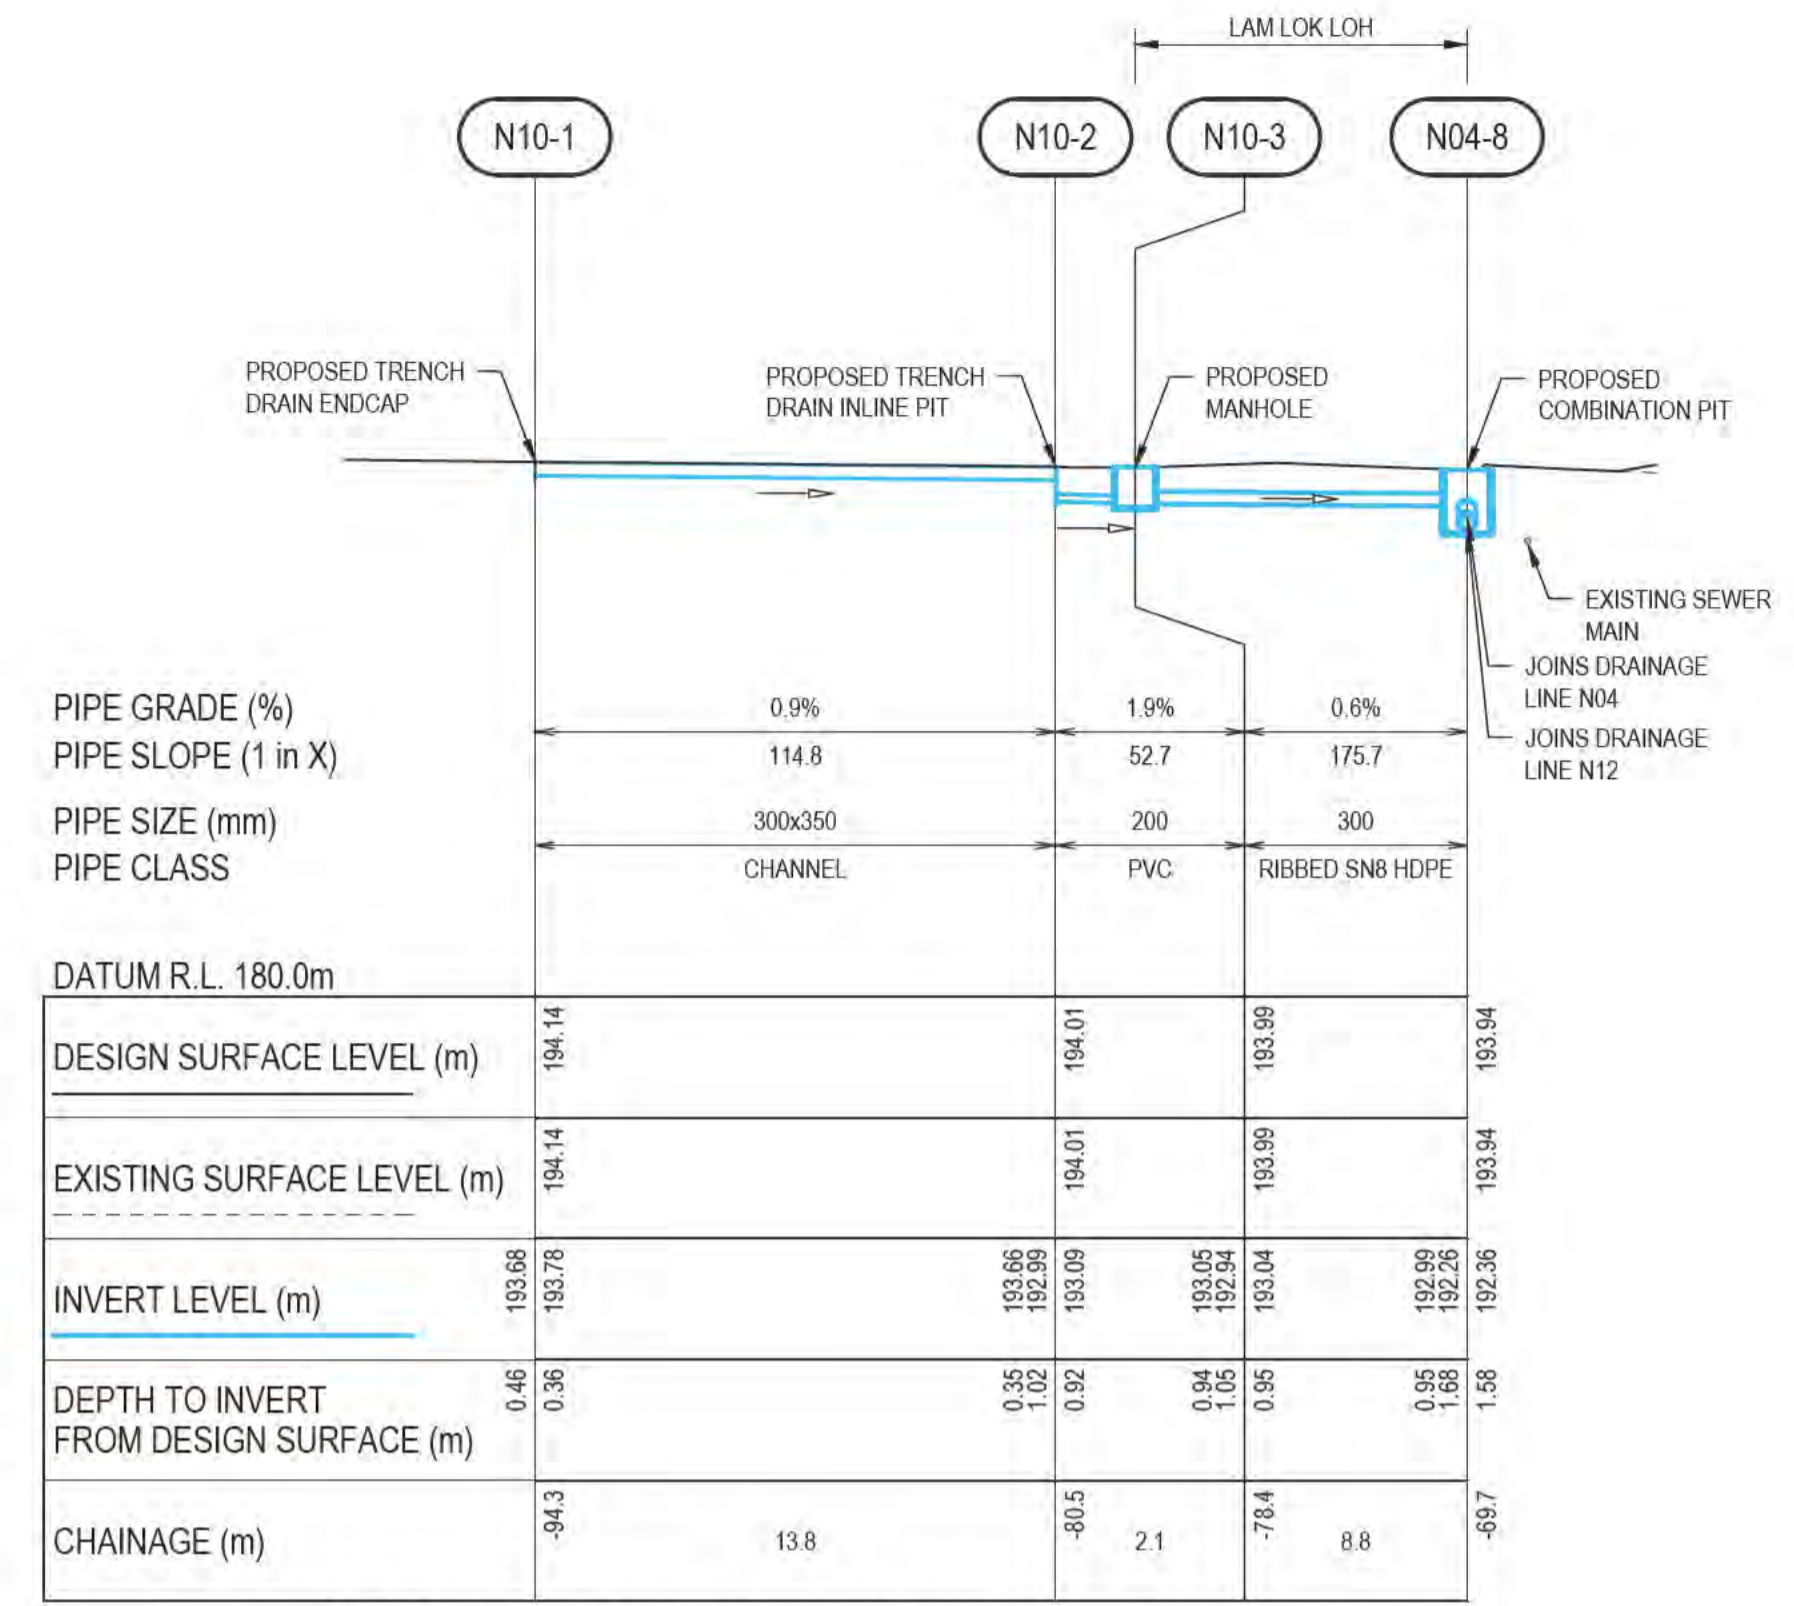 LAM LOK LOH
N10-1
N10-2
N10-3
N04-8
PROPOSED TRENCH
DRAIN ENDCAP
PROPOSED TRENCH
DRAIN INLINE PIT
PROPOSED
MANHOLE
PROPOSED
COMBINATION PIT
EXISTING SEWER
MAIN
JOINS DRAINAGE
LINE N04
JOINS DRAINAGE
LINE N12
PIPE GRADE (%)
0.9%
1.9%
0.6%
PIPE SLOPE (1 in X)
114.8
52.7
175.7
PIPE SIZE (mm)
300x350
200
300
PIPE CLASS
CHANNEL
PVC
RIBBED SN8 HDPE
DATUM R.L. 180.0m
DESIGN SURFACE LEVEL (m)
194.14
194.01
193.99
193.94
EXISTING SURFACE LEVEL (m)
194.14
194.01
193.99
193.94
INVERT LEVEL (m)
193.68
193.78
193.66
192.99
193.09
193.05
192.94
193.04
192.99
192.26
192.36
DEPTH TO INVERT
FROM DESIGN SURFACE (m)
0.46
0.36
0.35
1.02
0.92
0.94
1.05
0.95
0.95
1.68
1.58
CHAINAGE (m)
-94.3
13.8
-80.5
2.1
-78.4
8.8
-69.7